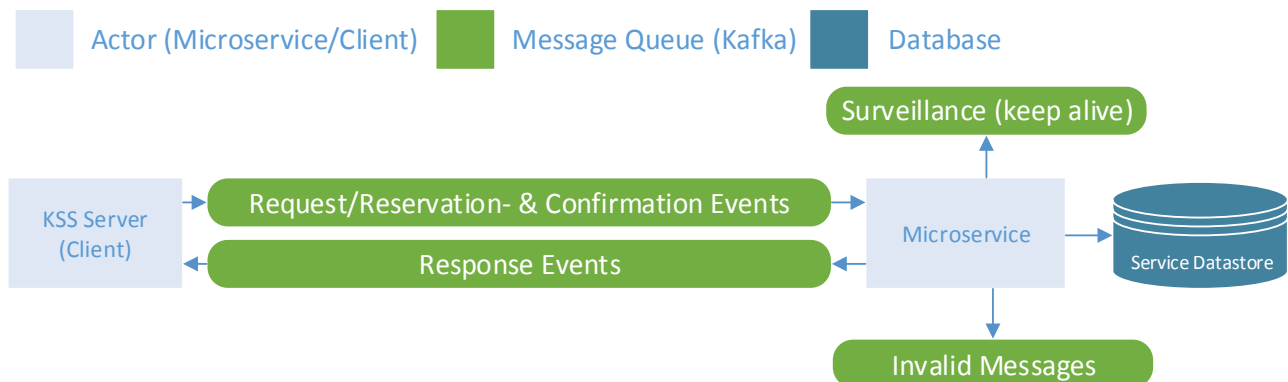 Actor (Microservice/Client)
Message Queue (Kafka)
Database
Surveillance (keep alive)
KSS Server
(Client)
Request/Reservation- & Confirmation Events
Response Events
Microservice
Service Datastore
Invalid Messages